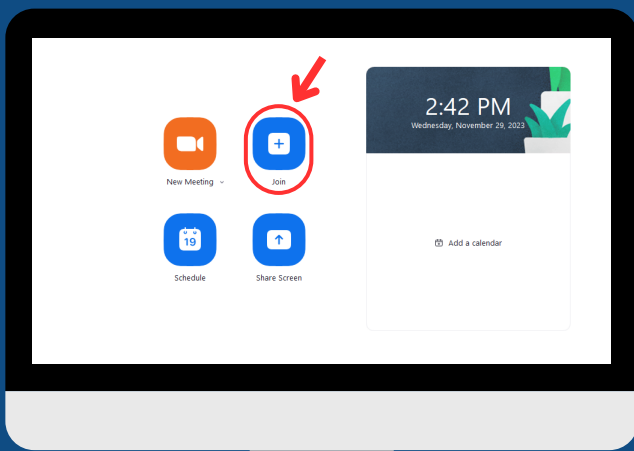 New Meeting
Join
19
Schedule
Share Screen
2:42 PM
Wednesday, November 29, 2023
Add a calendar